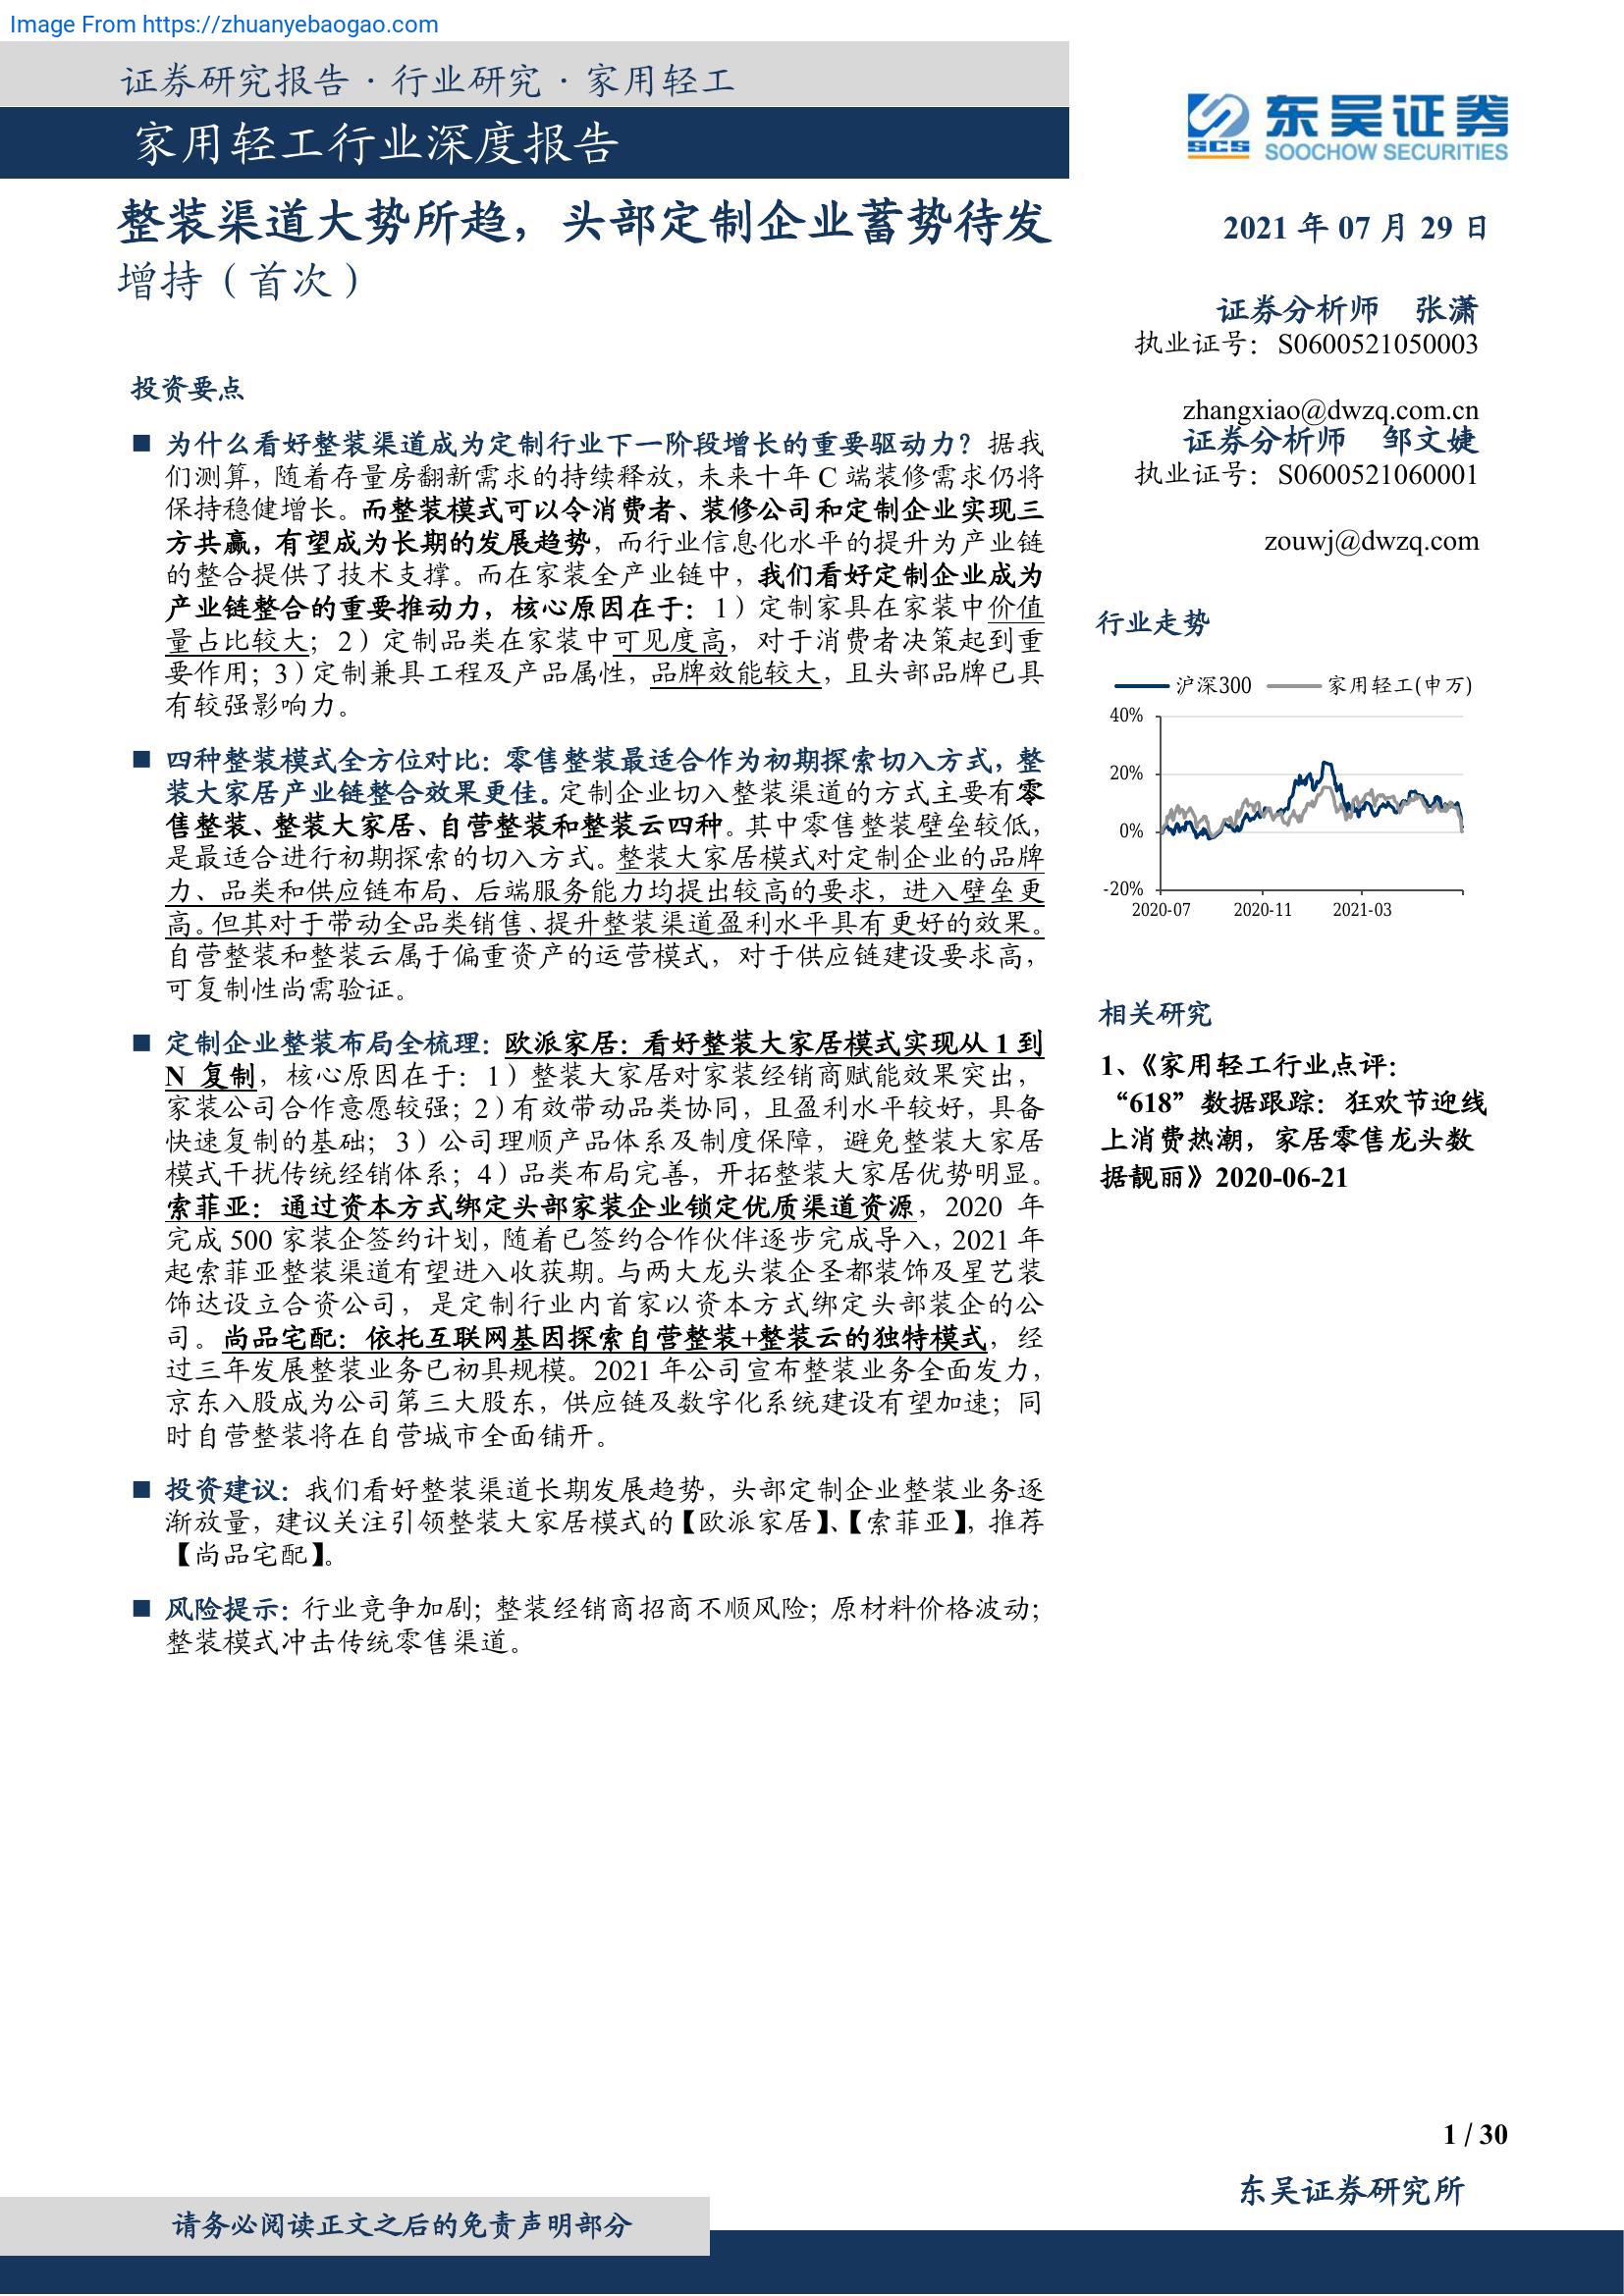 Image From https://zhuanyebaogao.com
证券研究报告·行业研究·家用轻工
家用轻工行业深度报告
东吴证券
SCS SOOCHOW SECURITIES
整装渠道大势所趋，头部定制企业蓄势待发
增持（首次）
2021 年 07 月 29 日
证券分析师 张潇
执业证号：S0600521050003
zhangxiao@dwzq.com.cn
证券分析师 邹文婕
执业证号：S0600521060001
zouwj@dwzq.com
投资要点
■ 为什么看好整装渠道成为定制行业下一阶段增长的重要驱动力？据我
们测算，随着存量房翻新需求的持续释放，未来十年 C 端装修需求仍将
保持稳健增长。而整装模式可以令消费者、装修公司和定制企业实现三
方共赢，有望成为长期的发展趋势，而行业信息化水平的提升为产业链
的整合提供了技术支撑。而在家装全产业链中，我们看好定制企业成为
产业链整合的重要推动力，核心原因在于：1）定制家具在家装中价值
量占比较大；2）定制品类在家装中可见度高，对于消费者决策起到重
要作用；3）定制兼具工程及产品属性，品牌效能较大，且头部品牌已具
有较强影响力。
■ 四种整装模式全方位对比：零售整装最适合作为初期探索切入方式，整
装大家居产业链整合效果更佳。定制企业切入整装渠道的方式主要有零
售整装、整装大家居、自营整装和整装云四种。其中零售整装壁垒较低，
是最适合进行初期探索的切入方式。整装大家居模式对定制企业的品牌
力、品类和供应链布局、后端服务能力均提出较高的要求，进入壁垒更
高。但其对于带动全品类销售、提升整装渠道盈利水平具有更好的效果。
自营整装和整装云属于偏重资产的运营模式，对于供应链建设要求高，
可复制性尚需验证。
■ 定制企业整装布局全梳理：欧派家居：看好整装大家居模式实现从 1 到
N 复制，核心原因在于：1）整装大家居对家装经销商赋能效果突出，
家装公司合作意愿较强；2）有效带动品类协同，且盈利水平较好，具备
快速复制的基础；3）公司理顺产品体系及制度保障，避免整装大家居
模式干扰传统经销体系；4）品类布局完善，开拓整装大家居优势明显。
索菲亚：通过资本方式绑定头部家装企业锁定优质渠道资源，2020 年
完成 500 家装企签约计划，随着已签约合作伙伴逐步完成导入，2021 年
起索菲亚整装渠道有望进入收获期。与两大龙头装企圣都装饰及星艺装
饰达设立合资公司，是定制行业内首家以资本方式绑定头部装企的公
司。尚品宅配：依托互联网基因探索自营整装+整装云的独特模式，经
过三年发展整装业务已初具规模。2021 年公司宣布整装业务全面发力，
京东入股成为公司第三大股东，供应链及数字化系统建设有望加速；同
时自营整装将在自营城市全面铺开。
■ 投资建议：我们看好整装渠道长期发展趋势，头部定制企业整装业务逐
渐放量，建议关注引领整装大家居模式的【欧派家居】、【索菲亚】，推荐
【尚品宅配】。
■ 风险提示：行业竞争加剧；整装经销商招商不顺风险；原材料价格波动；
整装模式冲击传统零售渠道。
行业走势
沪深300 家用轻工(申万)
40%
20%
0%
-20%
2020-07 2020-11 2021-03
相关研究
1、《家用轻工行业点评：
“618”数据跟踪：狂欢节迎线
上消费热潮，家居零售龙头数
据靓丽》2020-06-21
1 / 30
东吴证券研究所
请务必阅读正文之后的免责声明部分